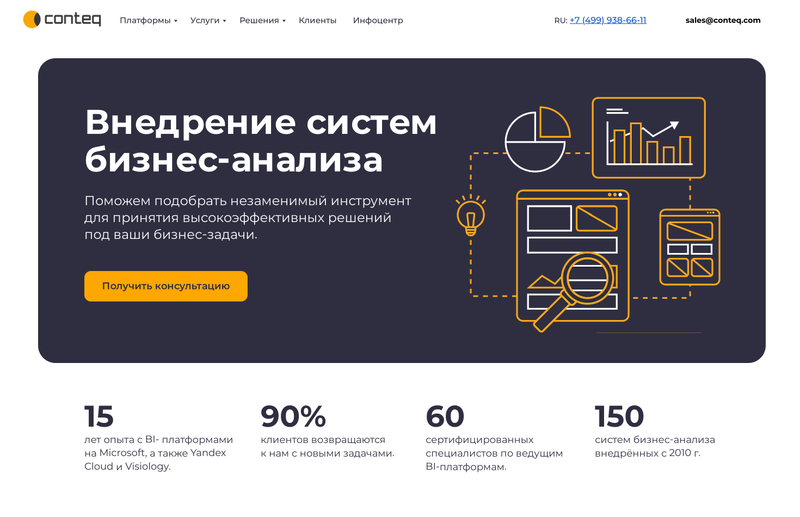 conteq Платформы Услуги Решения Клиенты Инфоцентр RU: +7 (499) 938-66-11 sales@conteq.com
Внедрение систем
бизнес-анализа
Поможем подобрать незаменимый инструмент
для принятия высокоэффективных решений
под ваши бизнес-задачи.
Получить консультацию
15
лет опыта с BI- платформами
на Microsoft, а также Yandex
Cloud и Visiology.
90%
клиентов возвращаются
к нам с новыми задачами.
60
сертифицированных
специалистов по ведущим
BI-платформам.
150
систем бизнес-анализа
внедрённых с 2010 г.